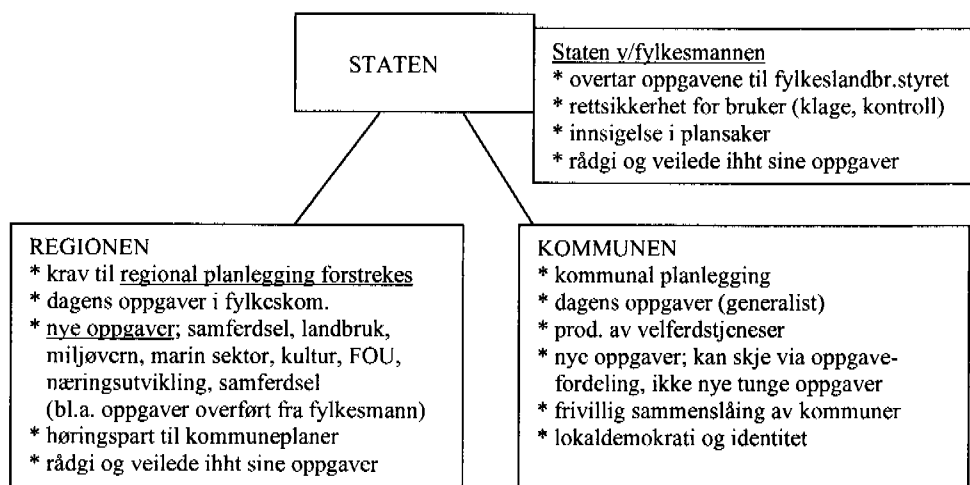 STATEN
Staten v/fylkesmannen
* overtar oppgavene til fylkeslandbr.styret
* rettsikkerhet for bruker (klage, kontroll)
* innsigelse i plansaker
* rådgi og veilede ihht sine oppgaver
REGIONEN
* krav til regional planlegging forstrekes
* dagens oppgaver i fylkeskom.
* nye oppgaver; samferdsel, landbruk,
miljøvern, marin sektor, kultur, FOU,
næringsutvikling, samferdsel
(bl.a. oppgaver overført fra fylkesmann)
* høringspart til kommuneplaner
* rådgi og veilede ihht sine oppgaver
KOMMUNEN
* kommunal planlegging
* dagens oppgaver (generalist)
* prod. av velferdstjeneser
* nye oppgaver; kan skje via oppgave-
fordeling, ikke nye tunge oppgaver
* frivillig sammenslåing av kommuner
* lokaldemokrati og identitet